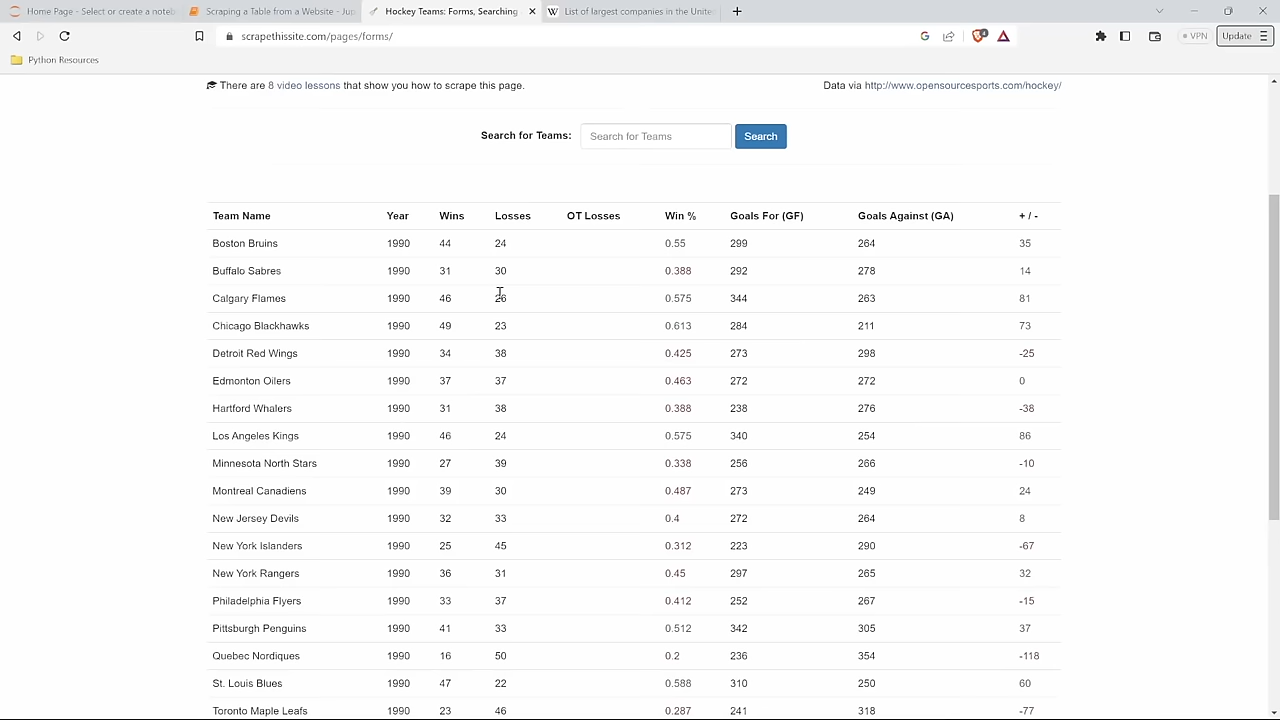 Home Page - Select or create a noteb
Scraping a Table from a Website - Jup
Hockey Teams: Forms, Searching
List of largest companies in the Unite
scrapethissite.com/pages/forms/
VPN
Update
Python Resources
There are 8 video lessons that show you how to scrape this page.
Data via http://www.opensourcesports.com/hockey/
Search for Teams: Search for Teams Search
Team Name Year Wins Losses OT Losses Win % Goals For (GF) Goals Against (GA) + / -
Boston Bruins 1990 44 24 0.55 299 264 35
Buffalo Sabres 1990 31 30 0.388 292 278 14
Calgary Flames 1990 46 26 0.575 344 263 81
Chicago Blackhawks 1990 49 23 0.613 284 211 73
Detroit Red Wings 1990 34 38 0.425 273 298 -25
Edmonton Oilers 1990 37 37 0.463 272 272 0
Hartford Whalers 1990 31 38 0.388 238 276 -38
Los Angeles Kings 1990 46 24 0.575 340 254 86
Minnesota North Stars 1990 27 39 0.338 256 266 -10
Montreal Canadiens 1990 39 30 0.487 273 249 24
New Jersey Devils 1990 32 33 0.4 272 264 8
New York Islanders 1990 25 45 0.312 223 290 -67
New York Rangers 1990 36 31 0.45 297 265 32
Philadelphia Flyers 1990 33 37 0.412 252 267 -15
Pittsburgh Penguins 1990 41 33 0.512 342 305 37
Quebec Nordiques 1990 16 50 0.2 236 354 -118
St. Louis Blues 1990 47 22 0.588 310 250 60
Toronto Maple Leafs 1990 23 46 0.287 241 318 -77